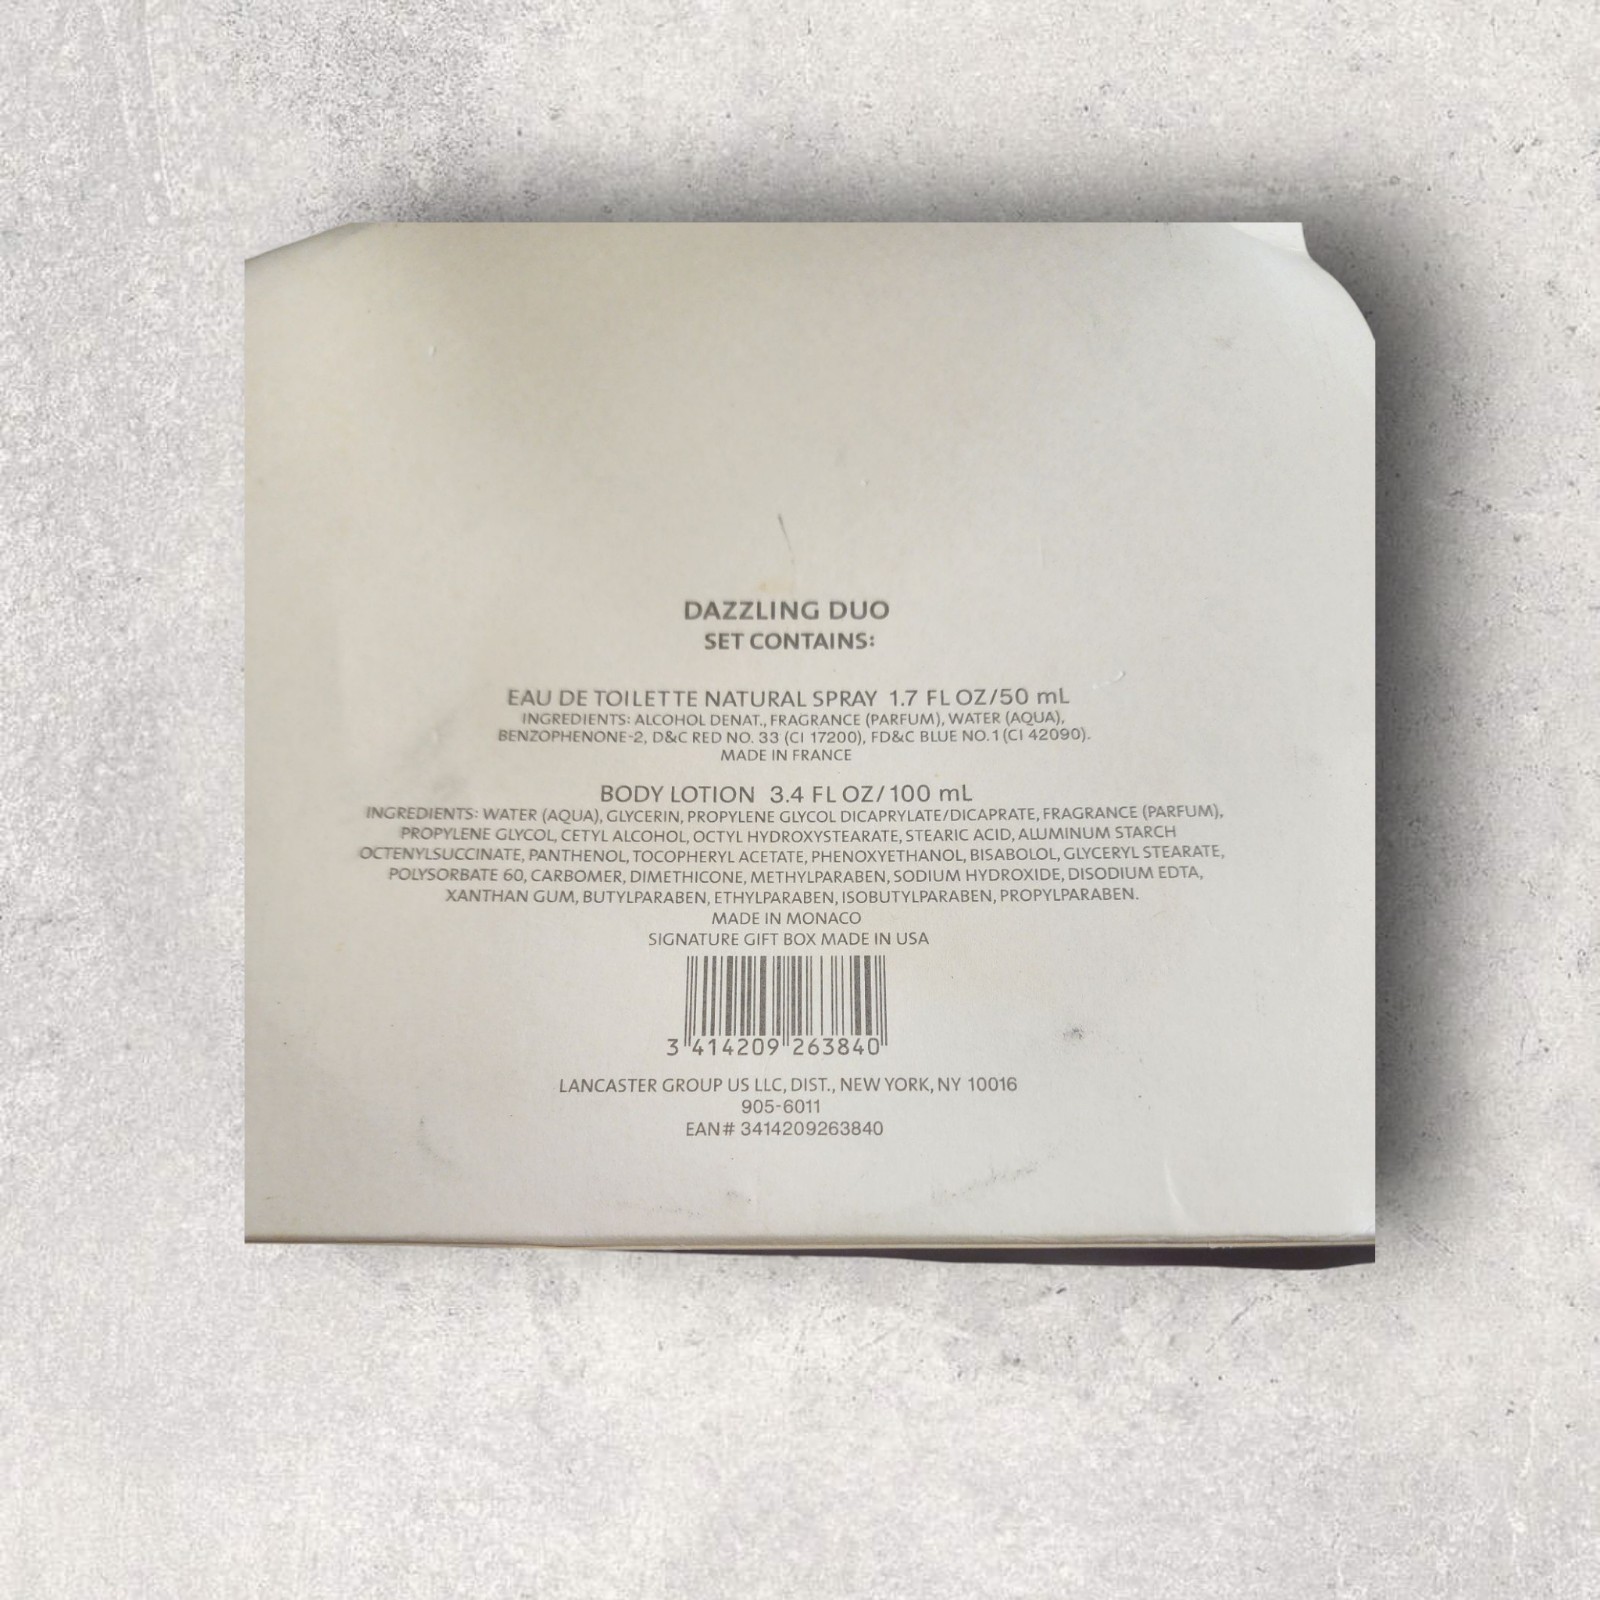 DAZZLING DUO
SET CONTAINS:
EAU DE TOILETTE NATURAL SPRAY 1.7 FL OZ/50 mL
INGREDIENTS: ALCOHOL DENAT., FRAGRANCE (PARFUM), WATER (AQUA),
BENZOPHENONE-2, D&C RED NO. 33 (CI 17200), FD&C BLUE NO.1 (CI 42090).
MADE IN FRANCE
BODY LOTION 3.4 FL OZ/100 mL
INGREDIENTS: WATER (AQUA), GLYCERIN, PROPYLENE GLYCOL DICAPRYLATE/DICAPRATE, FRAGRANCE (PARFUM),
PROPYLENE GLYCOL, CETYL ALCOHOL, OCTYL HYDROXYSTEARATE, STEARIC ACID, ALUMINUM STARCH
OCTENYLSUCCINATE, PANTHENOL, TOCOPHERYL ACETATE, PHENOXYETHANOL, BISABOLOL, GLYCERYL STEARATE,
POLYSORBATE 60, CARBOMER, DIMETHICONE, METHYLPARABEN, SODIUM HYDROXIDE, DISODIUM EDTA,
XANTHAN GUM, BUTYLPARABEN, ETHYLPARABEN, ISOBUTYLPARABEN, PROPYLPARABEN.
MADE IN MONACO
SIGNATURE GIFT BOX MADE IN USA
3 414209 263840
LANCASTER GROUP US LLC, DIST., NEW YORK, NY 10016
905-6011
EAN# 3414209263840